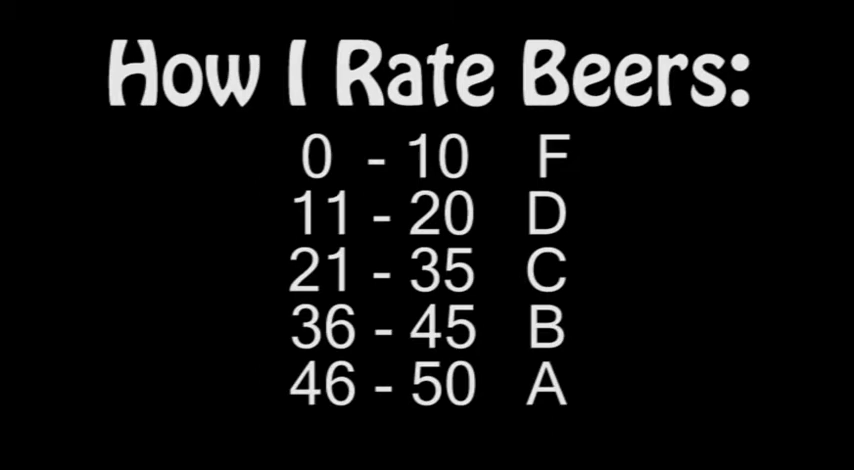 How I Rate Beers:
0 - 10 F
11 - 20 D
21 - 35 C
36 - 45 B
46 - 50 A